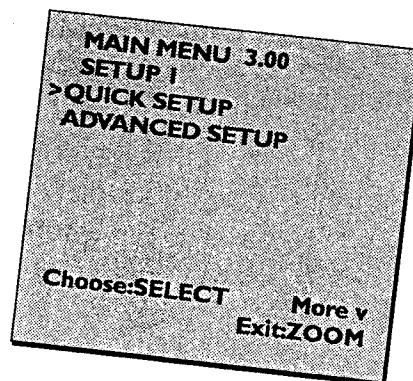 MAIN MENU 3.00
SETUP 1
>QUICK SETUP
ADVANCED SETUP
Choose:SELECT More v
Exit:ZOOM